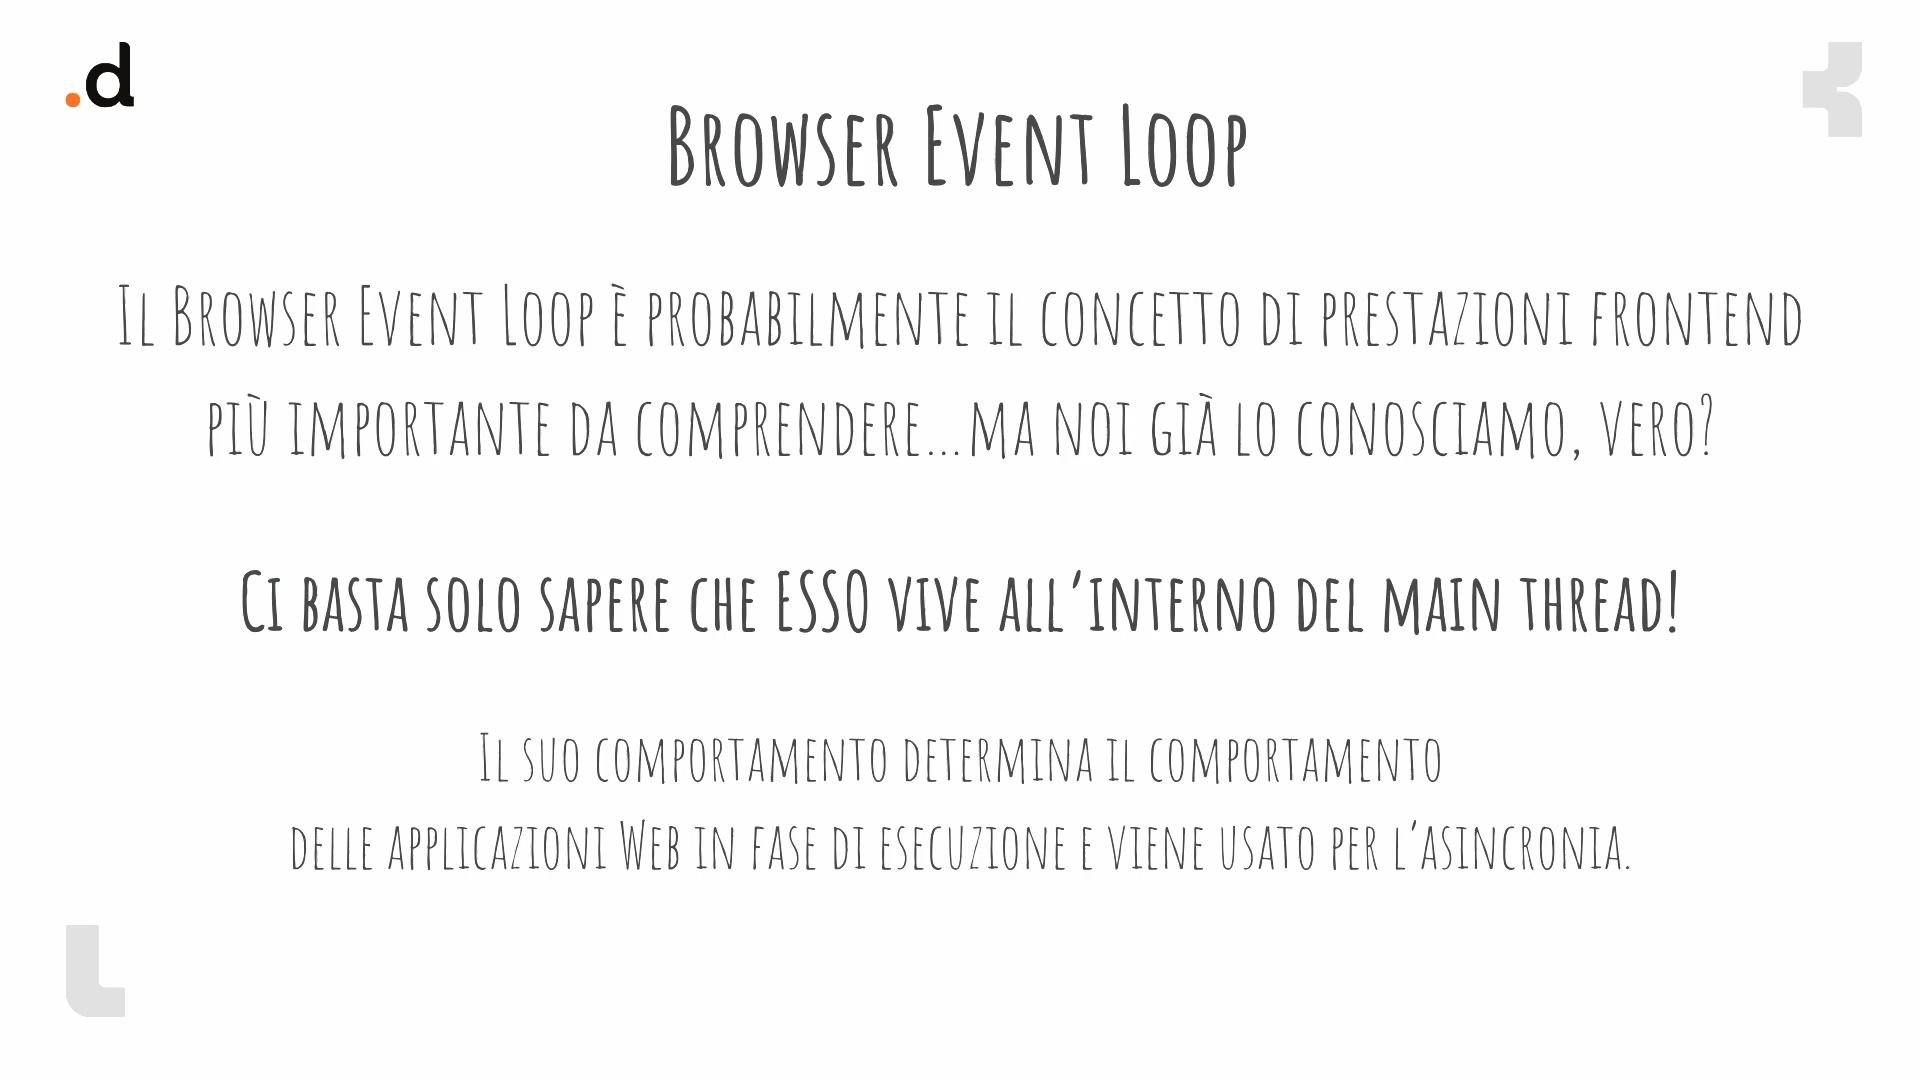 .d
Browser Event Loop
Il Browser Event Loop è probabilmente il concetto di prestazioni frontend
più importante da comprendere...ma noi già lo conosciamo, vero?
Ci basta solo sapere che ESSO vive all’interno del main thread!
Il suo comportamento determina il comportamento
delle applicazioni Web in fase di esecuzione e viene usato per l’asincronia.